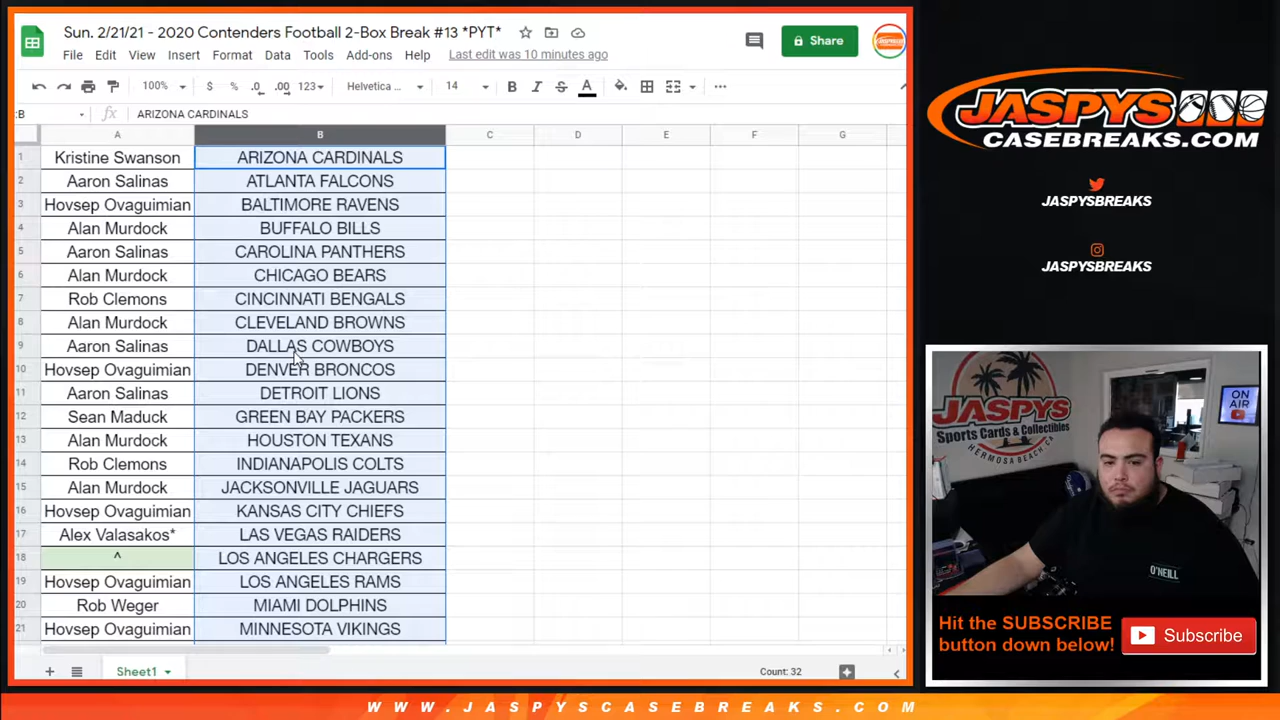 Sun. 2/21/21 - 2020 Contenders Football 2-Box Break #13 *PYT*
File Edit View Insert Format Data Tools Add-ons Help Last edit was 10 minutes ago
Share
100% $ % .0 .00 123 Helvetica ... 14 B I S A
:B fx ARIZONA CARDINALS
A B C D E F G
1 Kristine Swanson ARIZONA CARDINALS
2 Aaron Salinas ATLANTA FALCONS
3 Hovsep Ovaguimian BALTIMORE RAVENS
4 Alan Murdock BUFFALO BILLS
5 Aaron Salinas CAROLINA PANTHERS
6 Alan Murdock CHICAGO BEARS
7 Rob Clemons CINCINNATI BENGALS
8 Alan Murdock CLEVELAND BROWNS
9 Aaron Salinas DALLAS COWBOYS
10 Hovsep Ovaguimian DENVER BRONCOS
11 Aaron Salinas DETROIT LIONS
12 Sean Maduck GREEN BAY PACKERS
13 Alan Murdock HOUSTON TEXANS
14 Rob Clemons INDIANAPOLIS COLTS
15 Alan Murdock JACKSONVILLE JAGUARS
16 Hovsep Ovaguimian KANSAS CITY CHIEFS
17 Alex Valasakos* LAS VEGAS RAIDERS
18 ^ LOS ANGELES CHARGERS
19 Hovsep Ovaguimian LOS ANGELES RAMS
20 Rob Weger MIAMI DOLPHINS
21 Hovsep Ovaguimian MINNESOTA VIKINGS
Sheet1
Count: 32
JASPYS
CASEBREAKS.COM
JASPYSBREAKS
JASPYSBREAKS
JASPYS
Sports Cards & Collectibles
HERMOSA BEACH CA
ON AIR
O'NEILL
Hit the SUBSCRIBE
button down below!
Subscribe
WWW.JASPYSCASEBREAKS.COM